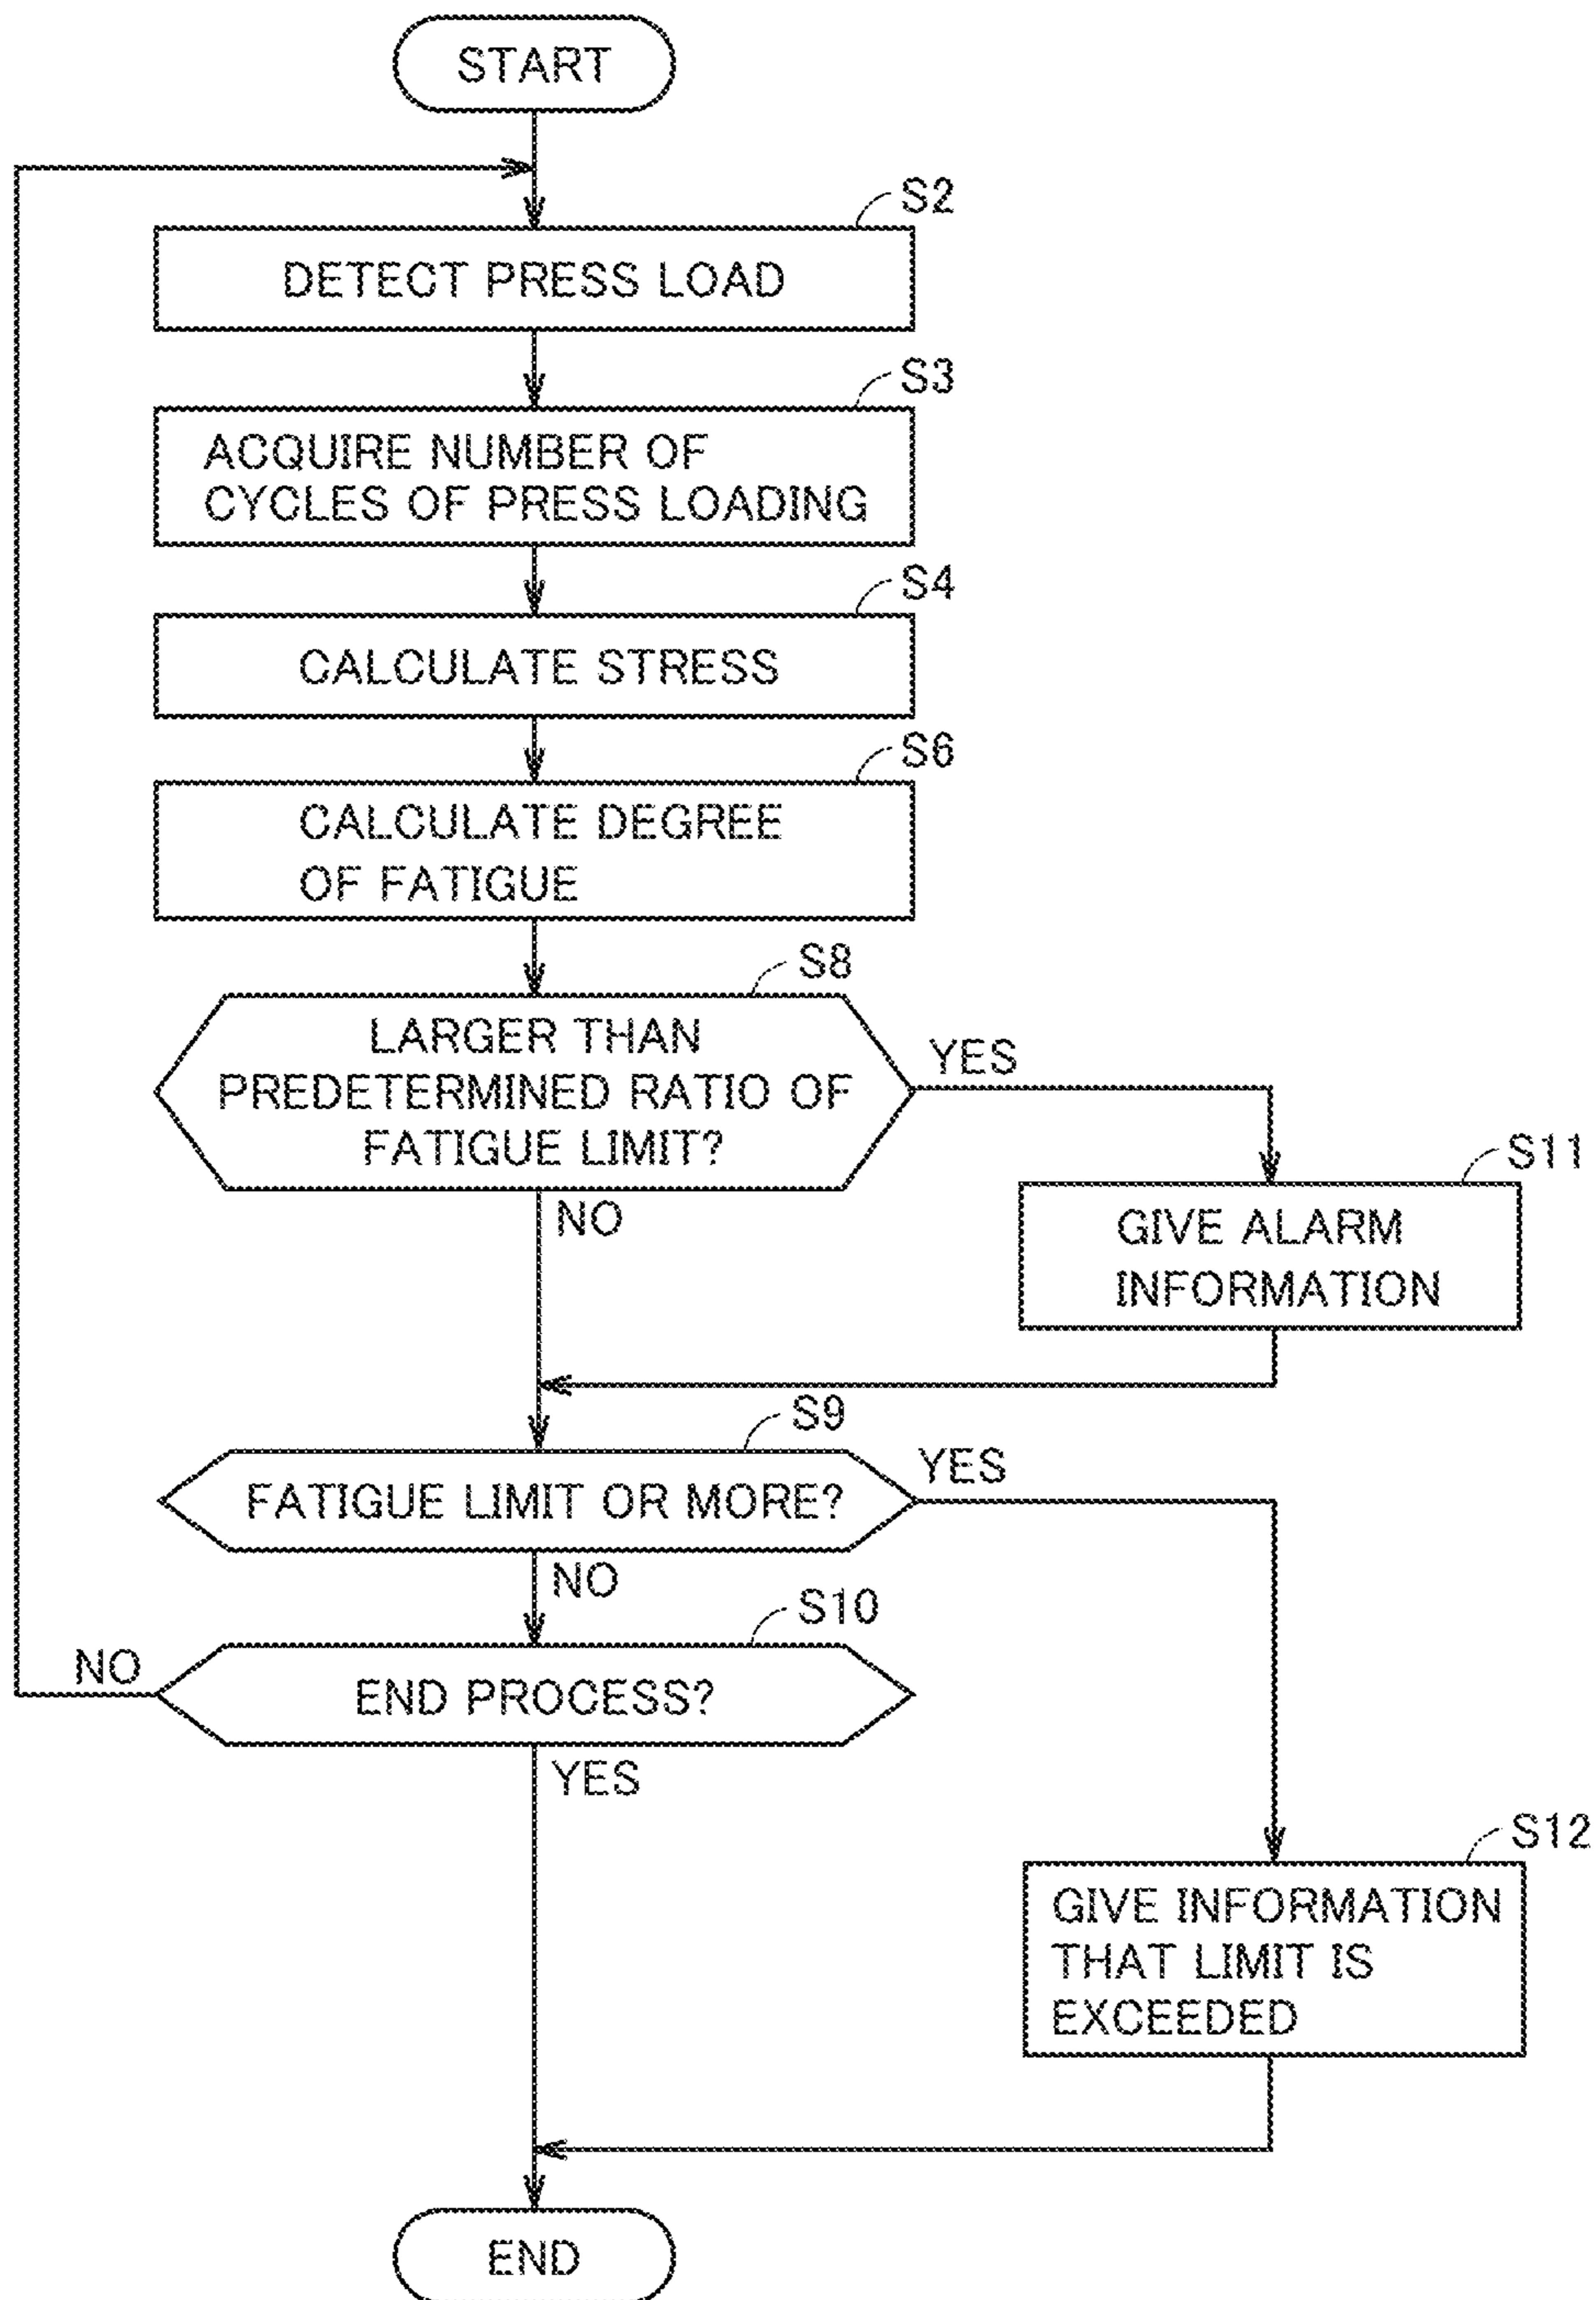 START
S2
DETECT PRESS LOAD
S3
ACQUIRE NUMBER OF
CYCLES OF PRESS LOADING
S4
CALCULATE STRESS
S6
CALCULATE DEGREE
OF FATIGUE
S8
LARGER THAN
PREDETERMINED RATIO OF
FATIGUE LIMIT?
YES
NO
S11
GIVE ALARM
INFORMATION
S9
FATIGUE LIMIT OR MORE?
YES
NO
S10
END PROCESS?
NO
YES
S12
GIVE INFORMATION
THAT LIMIT IS
EXCEEDED
END